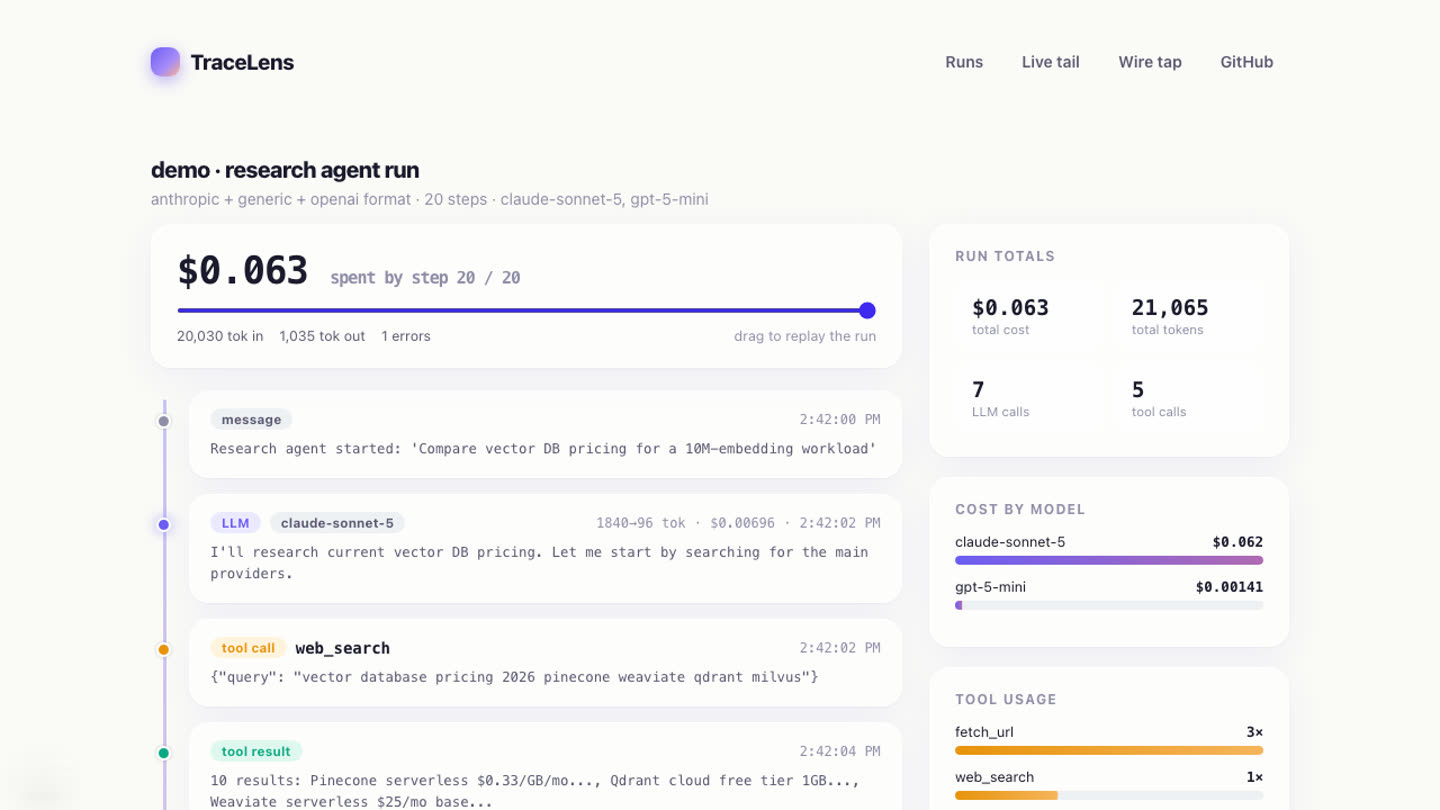 TraceLens
Runs Live tail Wire tap GitHub
demo · research agent run
anthropic + generic + openai format · 20 steps · claude-sonnet-5, gpt-5-mini
$0.063 spent by step 20 / 20
20,030 tok in 1,035 tok out 1 errors drag to replay the run
message 2:42:00 PM
Research agent started: 'Compare vector DB pricing for a 10M-embedding workload'
LLM claude-sonnet-5 1840→96 tok · $0.00696 · 2:42:02 PM
I'll research current vector DB pricing. Let me start by searching for the main
providers.
tool call web_search 2:42:02 PM
{"query": "vector database pricing 2026 pinecone weaviate qdrant milvus"}
tool result 2:42:04 PM
10 results: Pinecone serverless $0.33/GB/mo..., Qdrant cloud free tier 1GB...,
Weaviate serverless $25/mo base...
RUN TOTALS
$0.063 21,065
total cost total tokens
7 5
LLM calls tool calls
COST BY MODEL
claude-sonnet-5 $0.062
gpt-5-mini $0.00141
TOOL USAGE
fetch_url 3×
web_search 1×